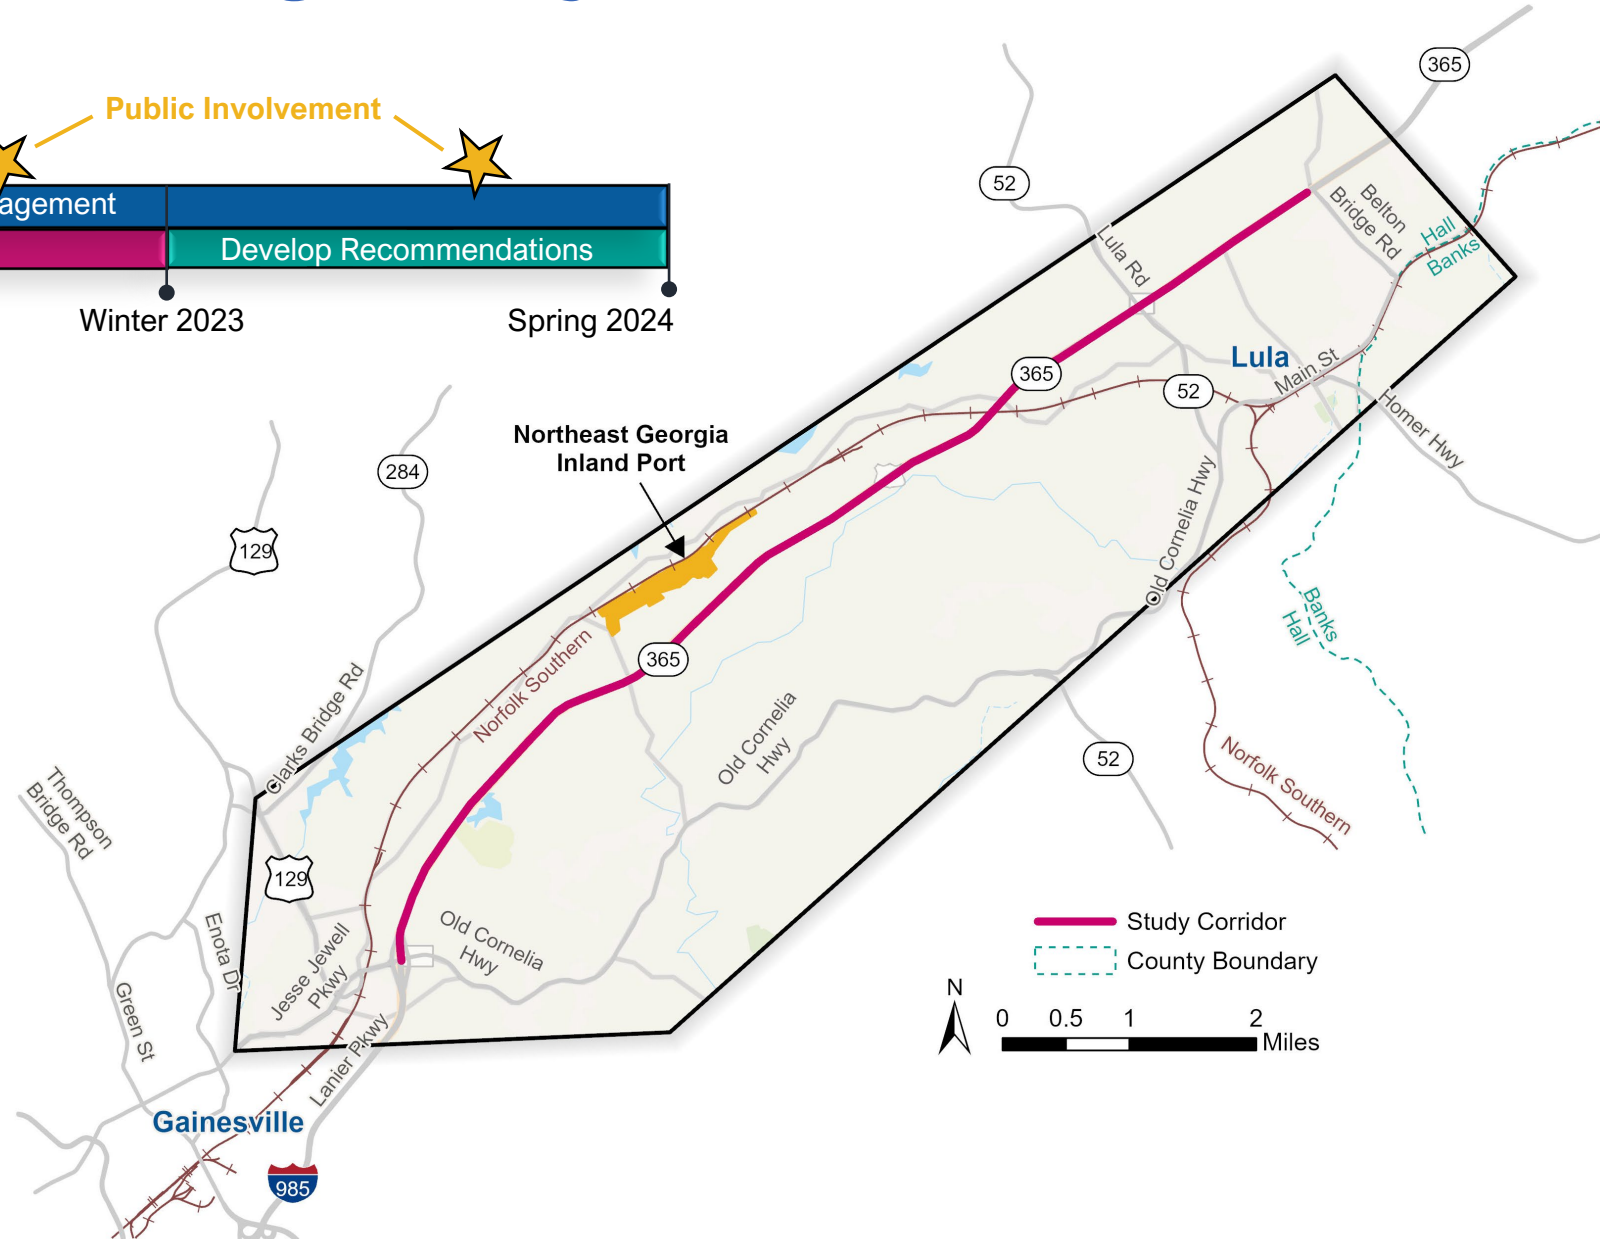 Public Involvement
agement
Develop Recommendations
Winter 2023
Spring 2024
365
52
Lula Rd
Belton
Bridge Rd
Hall
Banks
365
Lula
Main St
52
Homer Hwy
Northeast Georgia
Inland Port
284
129
Old Cornelia Hwy
Banks
Hall
365
Norfolk Southern
Clarks Bridge Rd
Old Cornelia
Hwy
52
Norfolk Southern
Thompson
Bridge Rd
129
Enota Dr
Old Cornelia
Hwy
Jesse Jewell
Pkwy
Green St
Lanier Pkwy
Study Corridor
County Boundary
N
0 0.5 1 2
Miles
Gainesville
985